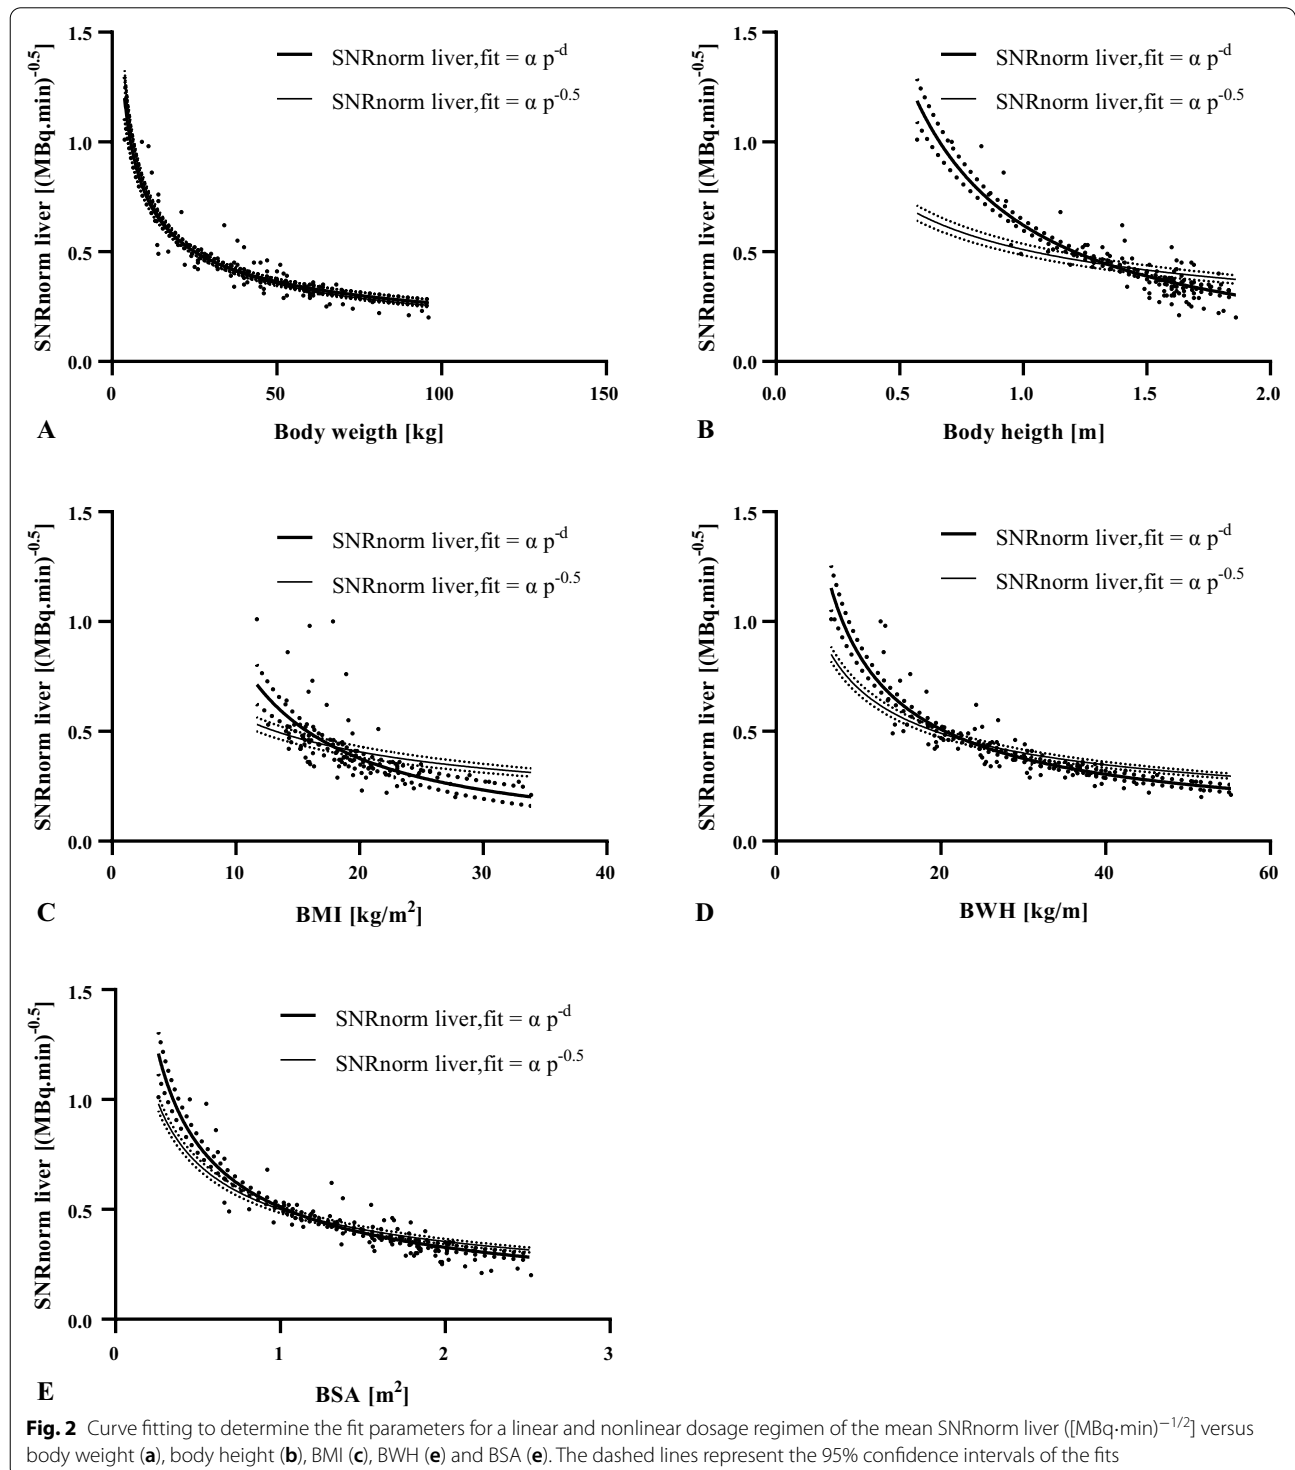 1.5
SNRnorm liver,fit = α p^-d
SNRnorm liver,fit = α p^-0.5
1.0
0.5
0.0
0 50 100 150
SNRnorm liver [(MBq.min)^-0.5]
A
Body weigth [kg]
1.5
SNRnorm liver,fit = α p^-d
SNRnorm liver,fit = α p^-0.5
1.0
0.5
0.0
0.0 0.5 1.0 1.5 2.0
SNRnorm liver [(MBq.min)^-0.5]
B
Body heigth [m]
1.5
SNRnorm liver,fit = α p^-d
SNRnorm liver,fit = α p^-0.5
1.0
0.5
0.0
0 10 20 30 40
SNRnorm liver [(MBq.min)^-0.5]
C
BMI [kg/m^2]
1.5
SNRnorm liver,fit = α p^-d
SNRnorm liver,fit = α p^-0.5
1.0
0.5
0.0
0 20 40 60
SNRnorm liver [(MBq.min)^-0.5]
D
BWH [kg/m]
1.5
SNRnorm liver,fit = α p^-d
SNRnorm liver,fit = α p^-0.5
1.0
0.5
0.0
0 1 2 3
SNRnorm liver [(MBq.min)^-0.5]
E
BSA [m^2]
Fig. 2 Curve fitting to determine the fit parameters for a linear and nonlinear dosage regimen of the mean SNRnorm liver ([MBq·min)^−1/2] versus
body weight (a), body height (b), BMI (c), BWH (e) and BSA (e). The dashed lines represent the 95% confidence intervals of the fits